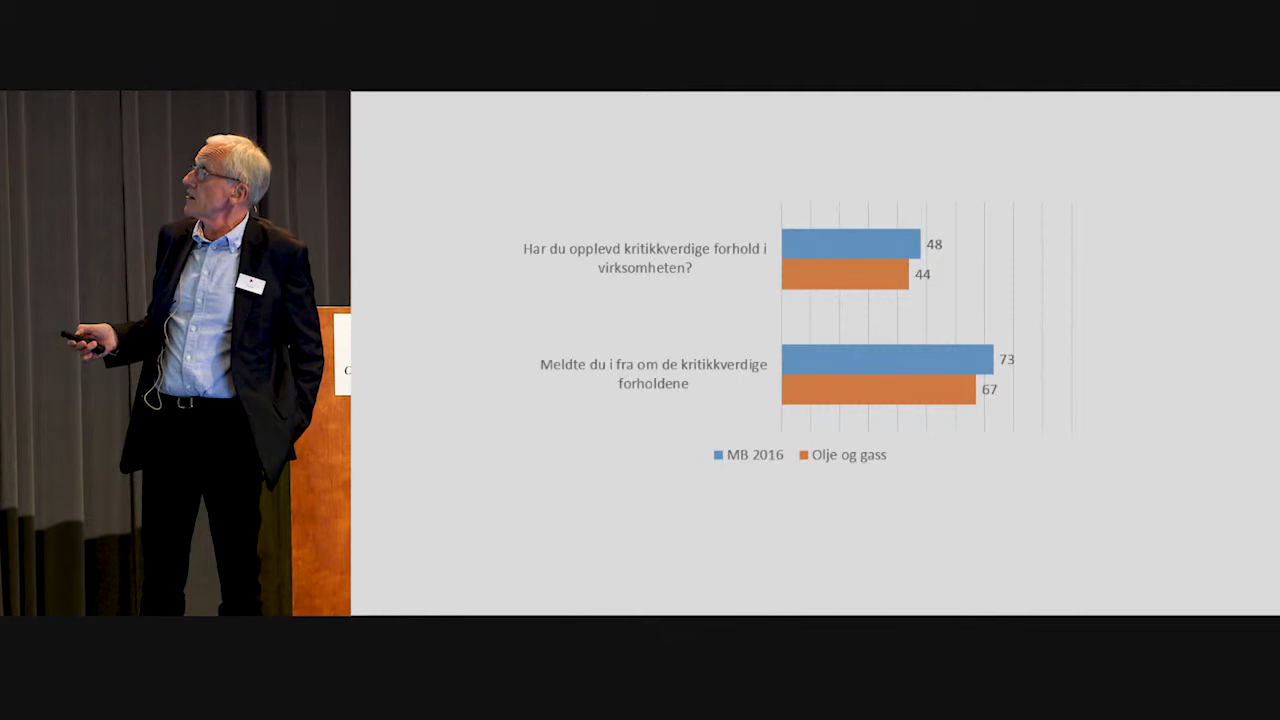 Har du opplevd kritikkverdige forhold i
virksomheten?
48
44
Meldte du i fra om de kritikkverdige
forholdene
73
67
MB 2016
Olje og gass